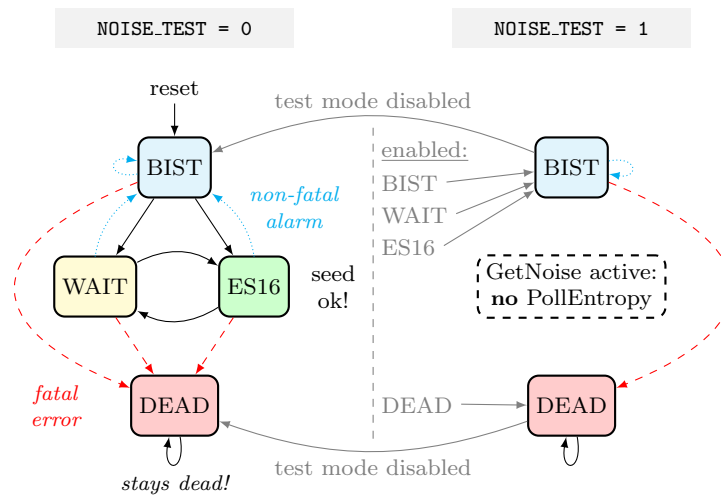 NOISE_TEST = 0
NOISE_TEST = 1
reset
test mode disabled
enabled:
BIST
BIST
BIST
non-fatal
alarm
WAIT
ES16
WAIT
ES16
seed
ok!
GetNoise active:
no PollEntropy
fatal
error
DEAD
DEAD
DEAD
test mode disabled
stays dead!